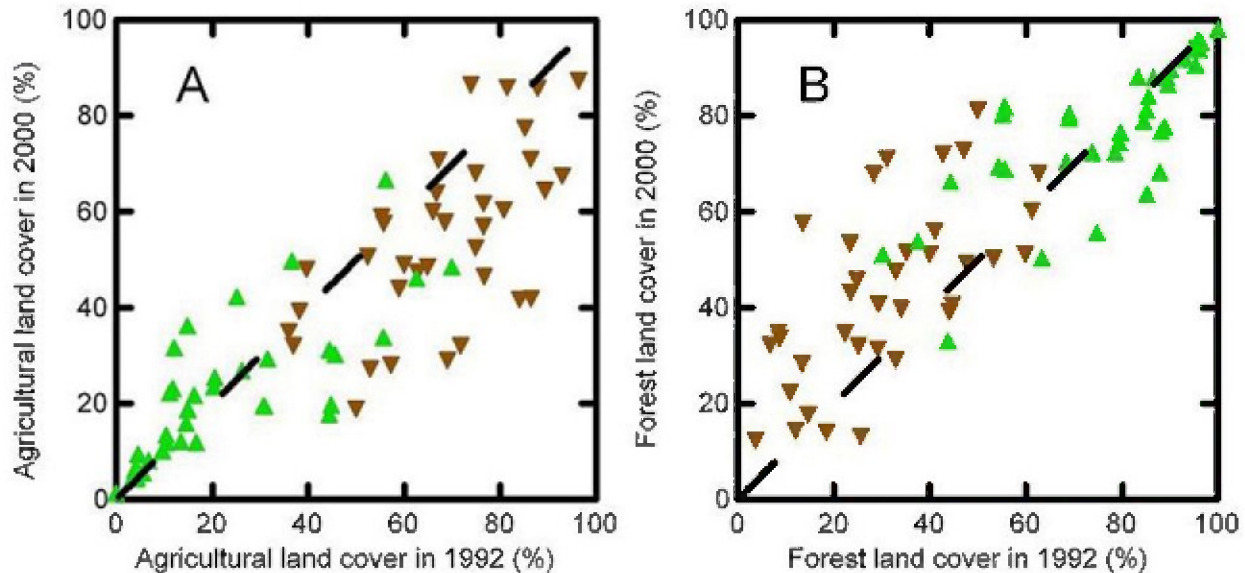 A
Agricultural land cover in 2000 (%)
100
80
60
40
20
0
0 20 40 60 80 100
Agricultural land cover in 1992 (%)
B
Forest land cover in 2000 (%)
100
80
60
40
20
0
0 20 40 60 80 100
Forest land cover in 1992 (%)